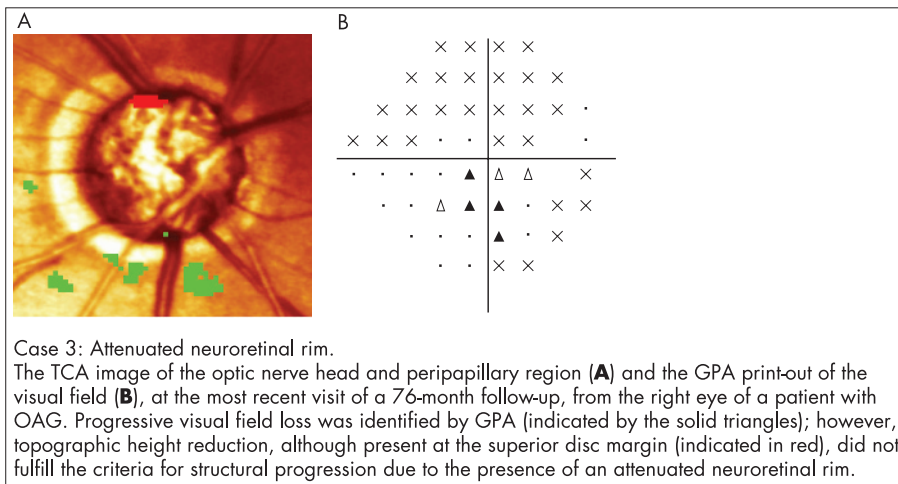 A
B
Case 3: Attenuated neuroretinal rim.
The TCA image of the optic nerve head and peripapillary region (A) and the GPA print-out of the
visual field (B), at the most recent visit of a 76-month follow-up, from the right eye of a patient with
OAG. Progressive visual field loss was identified by GPA (indicated by the solid triangles); however,
topographic height reduction, although present at the superior disc margin (indicated in red), did not
fulfill the criteria for structural progression due to the presence of an attenuated neuroretinal rim.